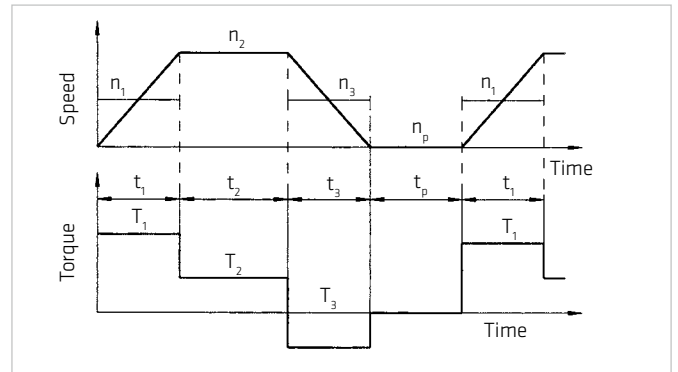 n₂
n₁ n₃ n₁
Speed
nₚ
Time
t₁ t₂ t₃ tₚ t₁
T₁ T₁
Torque
T₂
T₃
Time